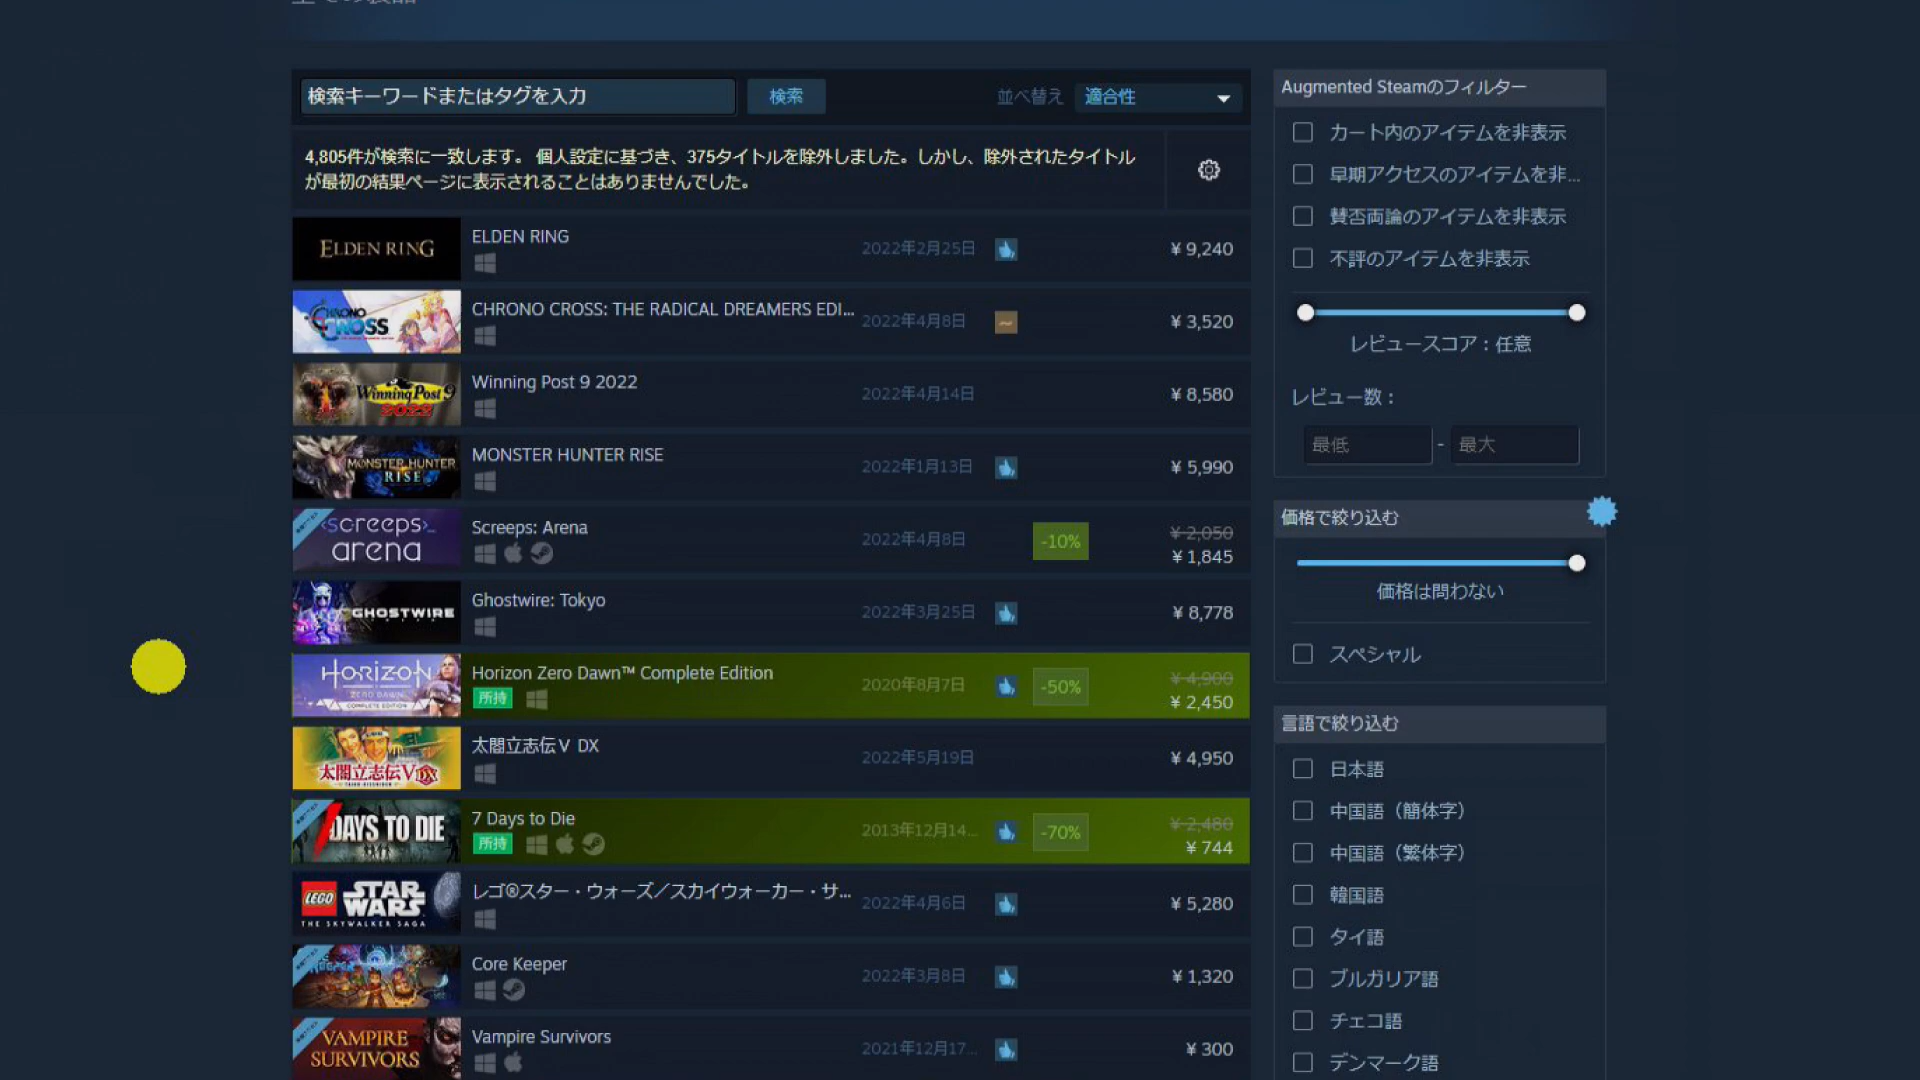 検索キーワードまたはタグを入力
検索
並べ替え
適合性
4,805件が検索に一致します。 個人設定に基づき、375タイトルを除外しました。しかし、除外されたタイトル
が最初の結果ページに表示されることはありませんでした。
ELDEN RING
ELDEN RING
2022年2月25日
¥ 9,240
CHRONO CROSS
CHRONO CROSS: THE RADICAL DREAMERS EDI...
2022年4月8日
¥ 3,520
Winning Post 9 2022
Winning Post 9 2022
2022年4月14日
¥ 8,580
MONSTER HUNTER RISE
MONSTER HUNTER RISE
2022年1月13日
¥ 5,990
screeps arena
Screeps: Arena
2022年4月8日
-10%
¥ 2,050
¥ 1,845
GHOSTWIRE
Ghostwire: Tokyo
2022年3月25日
¥ 8,778
HORIZON ZERO DAWN COMPLETE EDITION
Horizon Zero Dawn™ Complete Edition
所持
2020年8月7日
-50%
¥ 4,900
¥ 2,450
太閤立志伝V DX
太閤立志伝Ⅴ DX
2022年5月19日
¥ 4,950
7 DAYS TO DIE
7 Days to Die
所持
2013年12月14...
-70%
¥ 2,480
¥ 744
LEGO STAR WARS THE SKYWALKER SAGA
レゴ®スター・ウォーズ／スカイウォーカー・サ...
2022年4月6日
¥ 5,280
Core Keeper
2022年3月8日
¥ 1,320
VAMPIRE SURVIVORS
Vampire Survivors
2021年12月17...
¥ 300
Augmented Steamのフィルター
カート内のアイテムを非表示
早期アクセスのアイテムを非...
賛否両論のアイテムを非表示
不評のアイテムを非表示
レビュースコア：任意
レビュー数：
最低
-
最大
価格で絞り込む
価格は問わない
スペシャル
言語で絞り込む
日本語
中国語（簡体字）
中国語（繁体字）
韓国語
タイ語
ブルガリア語
チェコ語
デンマーク語